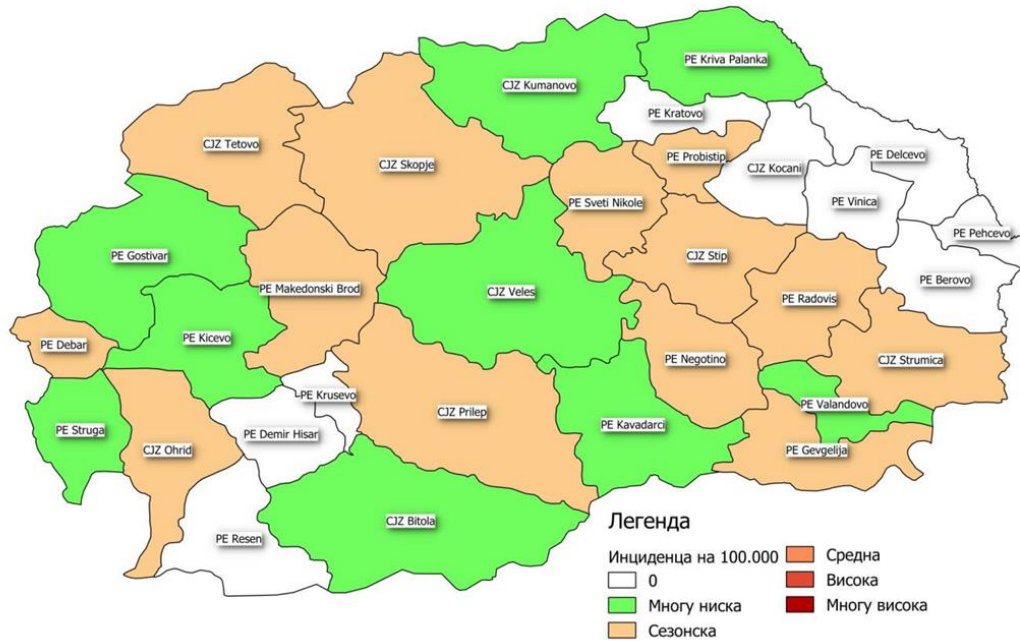 PE Kriva Palanka
CJZ Kumanovo
PE Kratovo
CJZ Tetovo
CJZ Skopje
PE Probistip
CJZ Kocani
PE Delcevo
PE Sveti Nikole
PE Vinica
PE Pehcevo
PE Gostivar
CJZ Stip
PE Makedonski Brod
CJZ Veles
PE Radovis
PE Berovo
PE Kicevo
PE Debar
PE Negotino
CJZ Strumica
PE Krusevo
CJZ Prilep
PE Valandovo
PE Struga
PE Demir Hisar
PE Kavadarci
CJZ Ohrid
PE Gevgelija
CJZ Bitola
PE Resen
Легенда
Инциденца на 100.000
0
Многу ниска
Сезонска
Средна
Висока
Многу висока